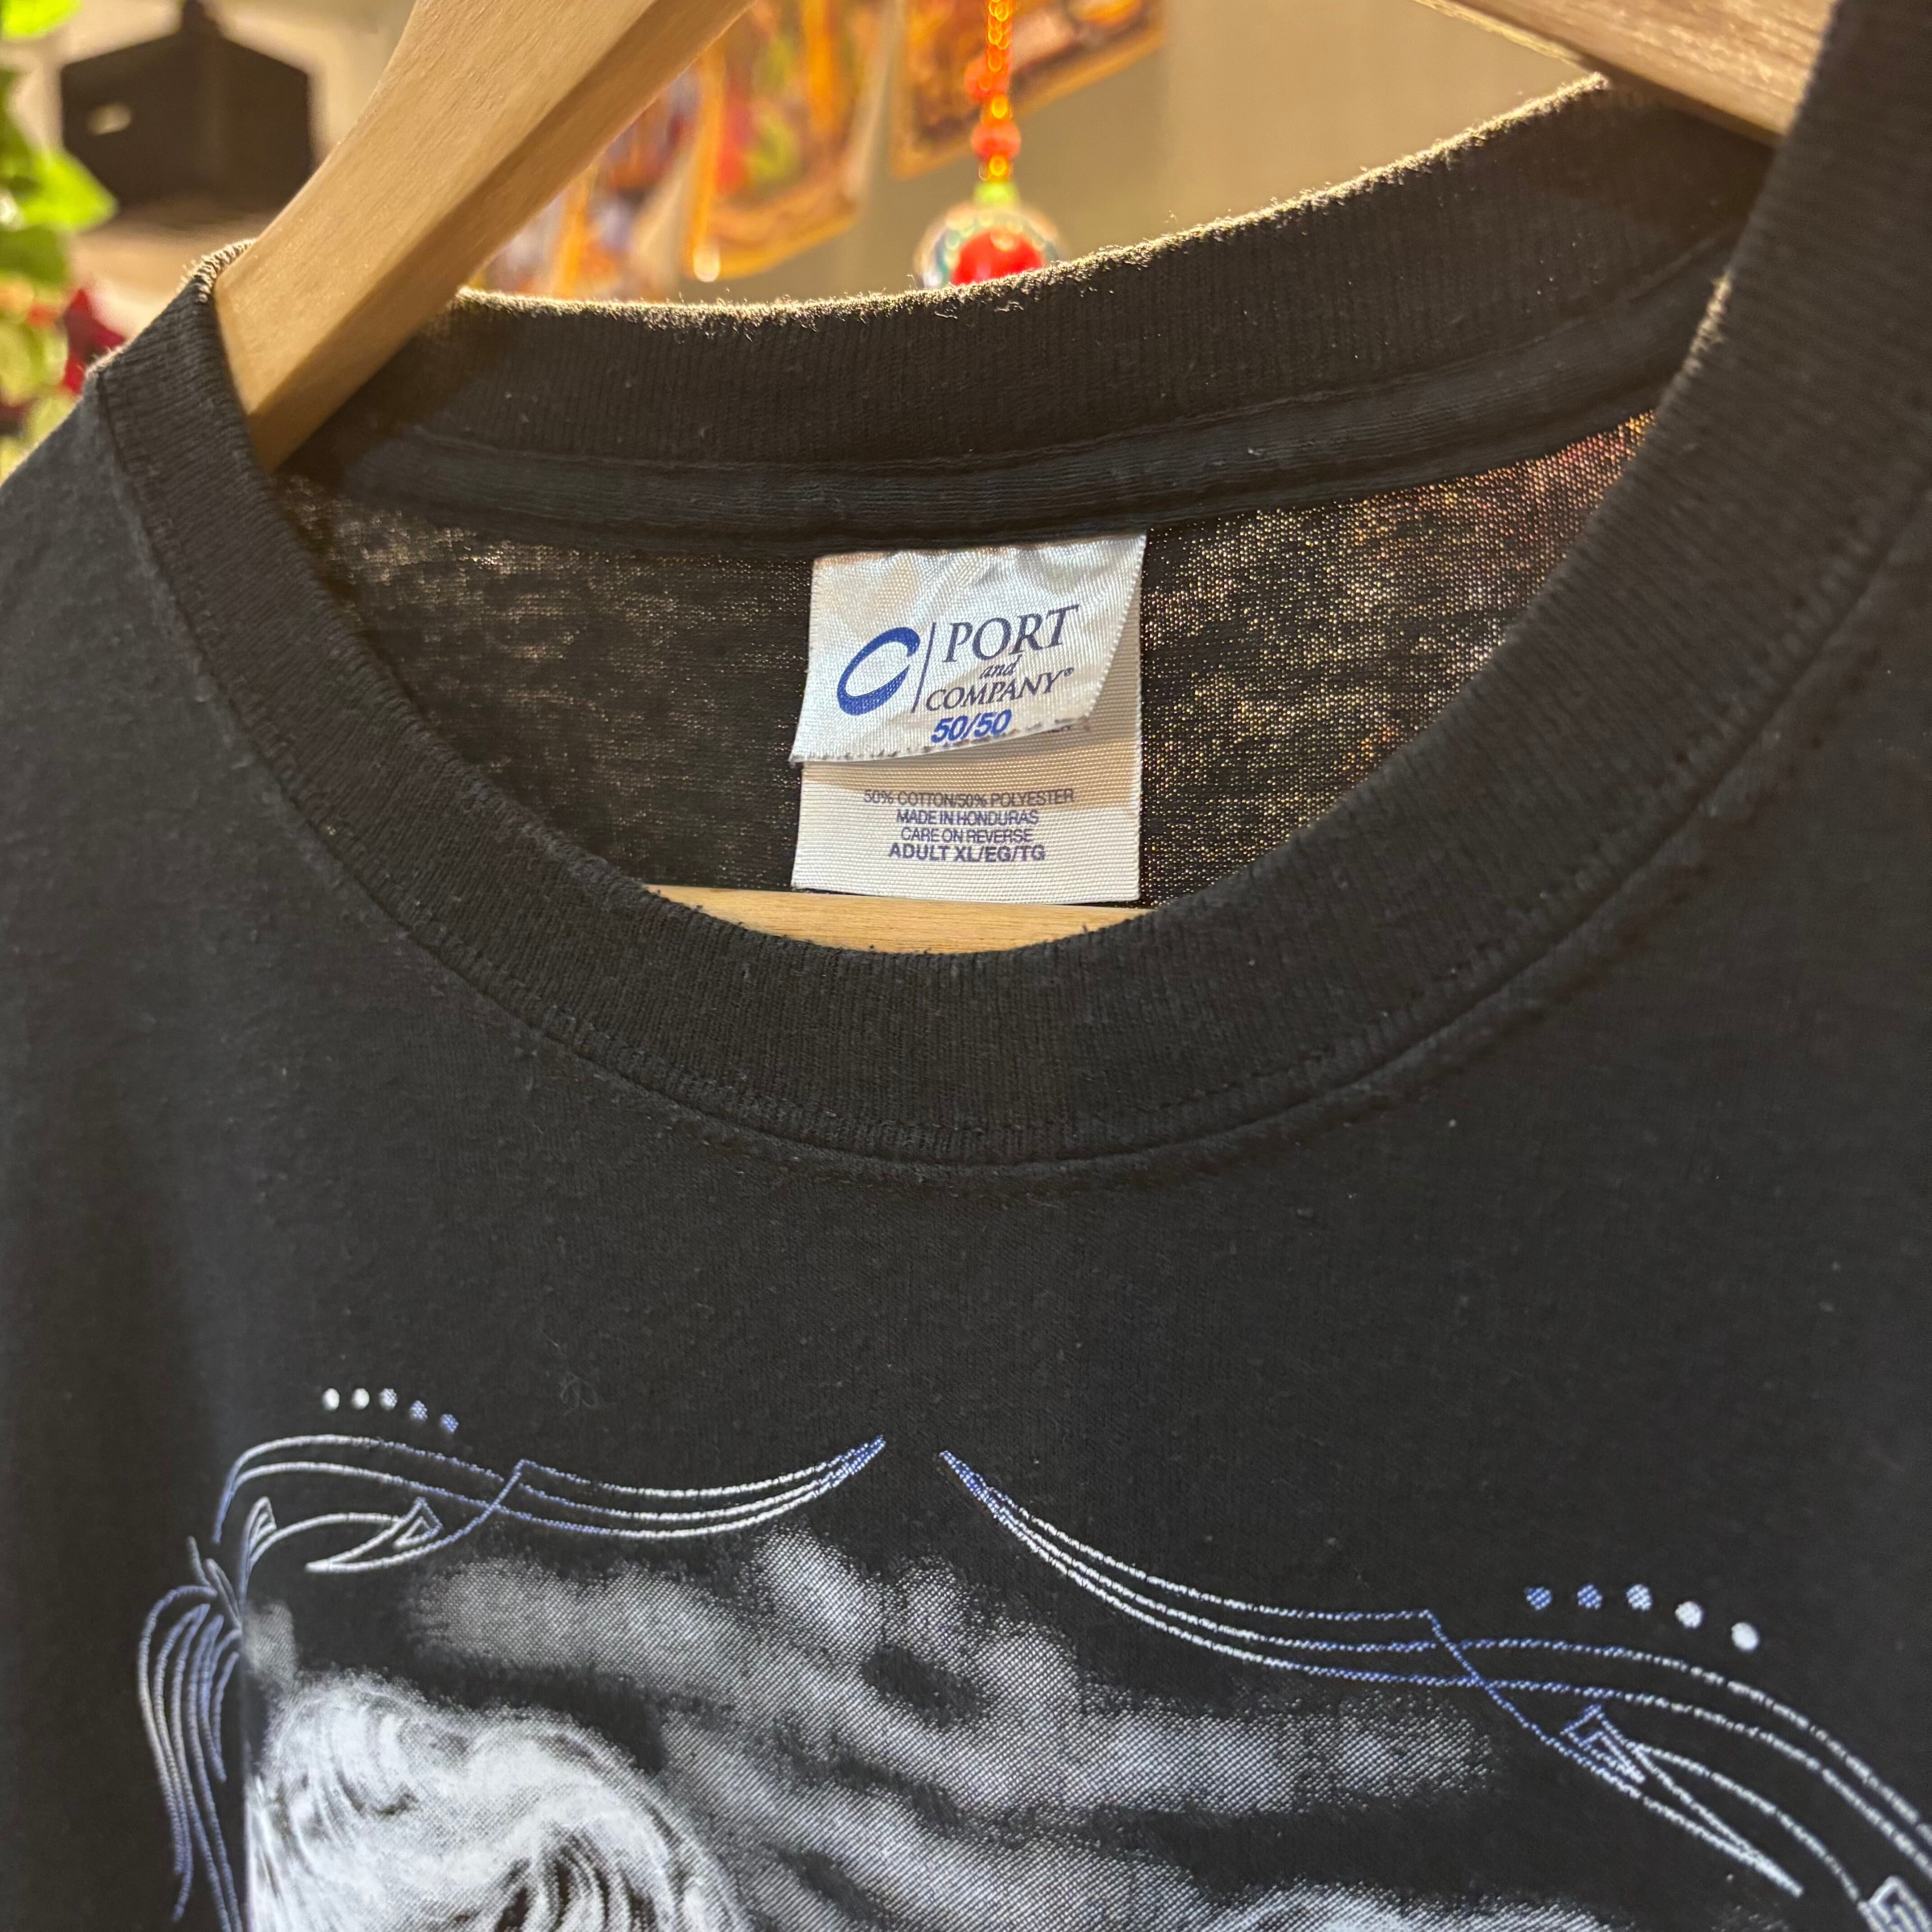 PORT
and
COMPANY®
50/50
50% COTTON/50% POLYESTER
MADE IN HONDURAS
CARE ON REVERSE
ADULT XL/EG/TG